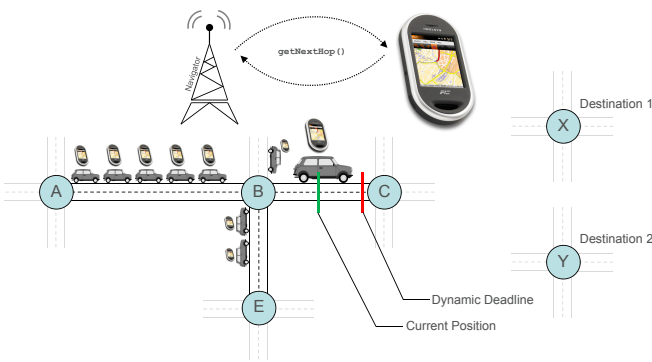 getNextHop()
Navigator
Destination 1
X
A
B
C
Destination 2
Y
E
Dynamic Deadline
Current Position